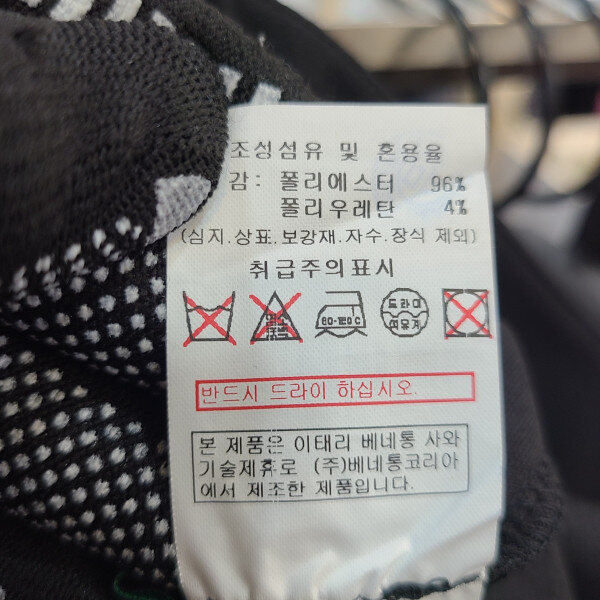 조성섬유 및 혼용율
감: 폴리에스터 96%
폴리우레탄 4%
(심지.상표.보강재.자수.장식 제외)
취급주의표시
80-120C
드라이
석유계
반드시 드라이 하십시오.
본 제품은 이태리 베네통 사와
기술제휴로 (주)베네통코리아
에서 제조한 제품입니다.